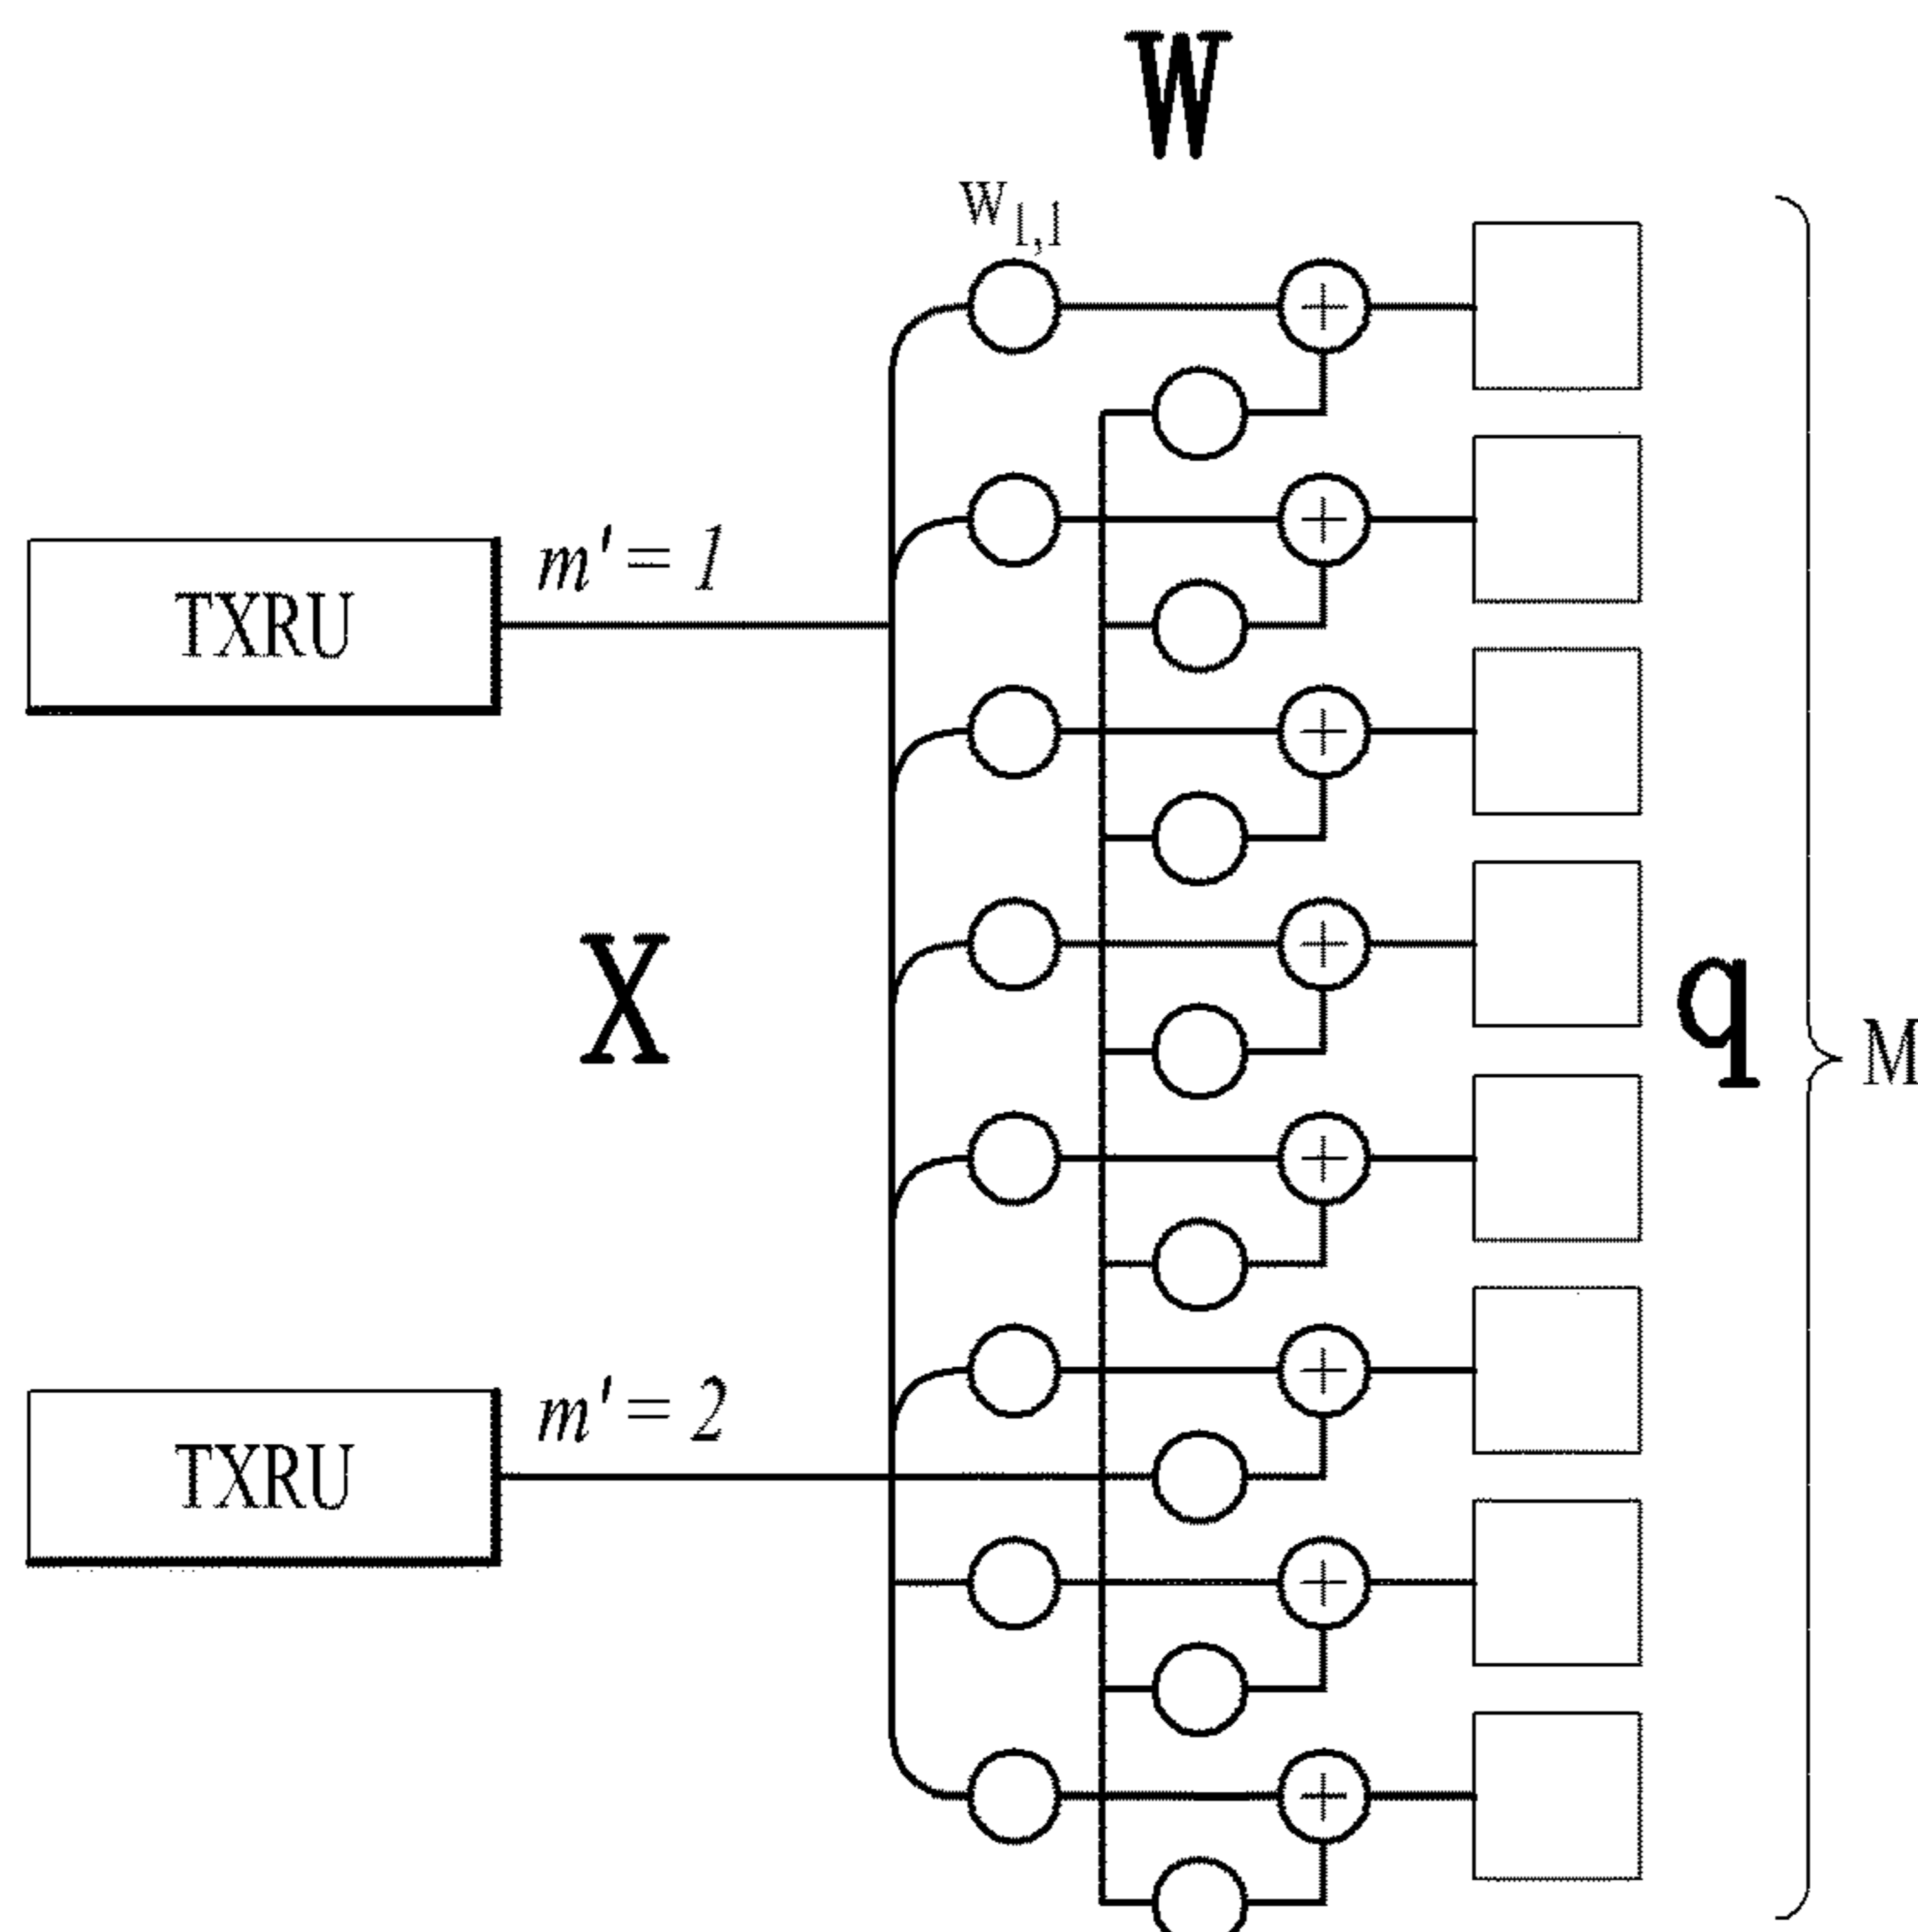 W
w1,1
m' = 1
TXRU
X
q
M
m' = 2
TXRU